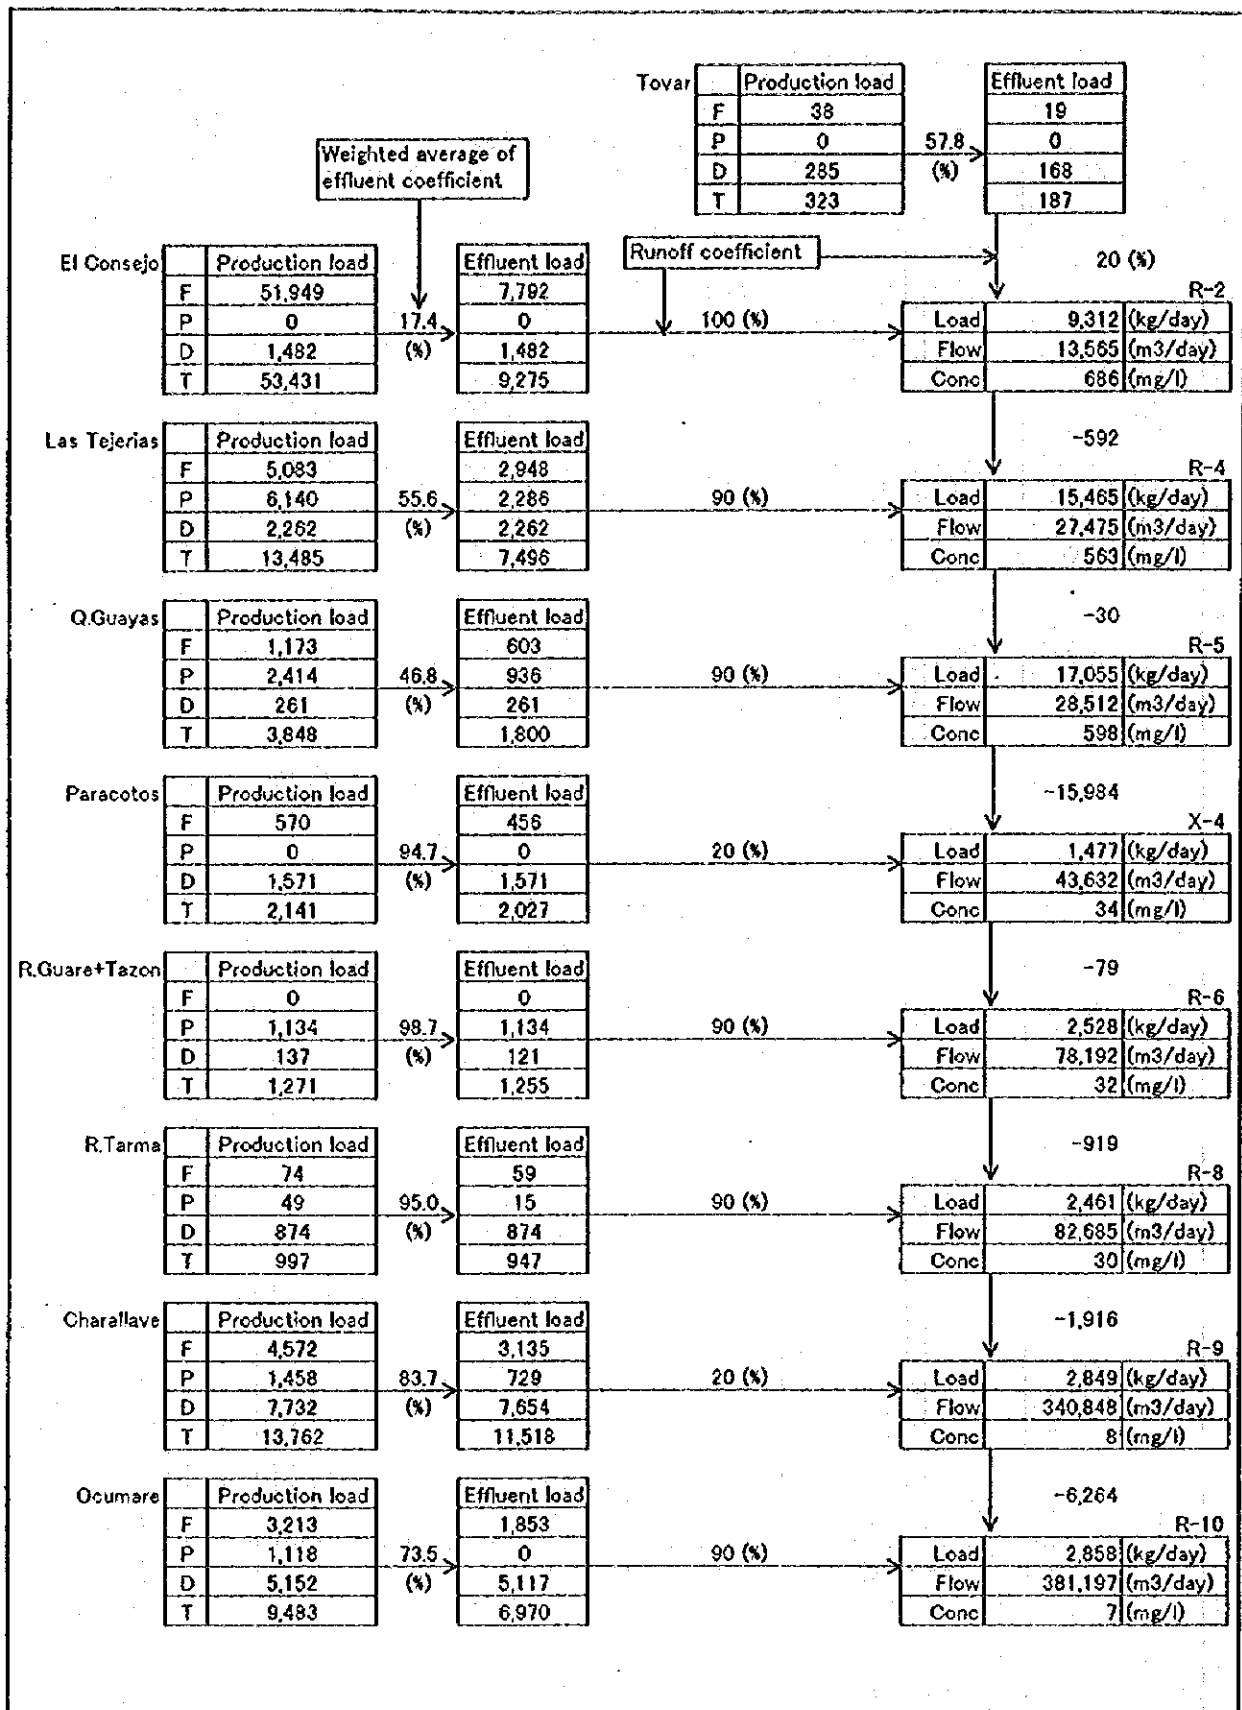 Tovar Production load Effluent load
F 38 19
P 0 57.8 0
D 285 (%) 168
T 323 187
Weighted average of
effluent coefficient
Runoff coefficient
20 (%)
El Consejo Production load Effluent load
R-2
F 51,949 7,792
P 0 17.4 0 100 (%) Load 9,312 (kg/day)
D 1,482 (%) 1,482 Flow 13,565 (m3/day)
T 53,431 9,275 Conc 686 (mg/l)
Las Tejerias Production load Effluent load -592
R-4
F 5,083 2,948
P 6,140 55.6 2,286 90 (%) Load 15,465 (kg/day)
D 2,262 (%) 2,262 Flow 27,475 (m3/day)
T 13,485 7,496 Conc 563 (mg/l)
Q.Guayas Production load Effluent load -30
R-5
F 1,173 603
P 2,414 46.8 936 90 (%) Load 17,055 (kg/day)
D 261 (%) 261 Flow 28,512 (m3/day)
T 3,848 1,800 Conc 598 (mg/l)
Paracotos Production load Effluent load -15,984
X-4
F 570 456
P 0 94.7 0 20 (%) Load 1,477 (kg/day)
D 1,571 (%) 1,571 Flow 43,632 (m3/day)
T 2,141 2,027 Conc 34 (mg/l)
R.Guare+Tazon Production load Effluent load -79
R-6
F 0 0
P 1,134 98.7 1,134 90 (%) Load 2,528 (kg/day)
D 137 (%) 121 Flow 78,192 (m3/day)
T 1,271 1,255 Conc 32 (mg/l)
R.Tarma Production load Effluent load -919
R-8
F 74 59
P 49 95.0 15 90 (%) Load 2,461 (kg/day)
D 874 (%) 874 Flow 82,685 (m3/day)
T 997 947 Conc 30 (mg/l)
Charallave Production load Effluent load -1,916
R-9
F 4,572 3,135
P 1,458 83.7 729 20 (%) Load 2,849 (kg/day)
D 7,732 (%) 7,654 Flow 340,848 (m3/day)
T 13,762 11,518 Conc 8 (mg/l)
Ocumare Production load Effluent load -6,264
R-10
F 3,213 1,853
P 1,118 73.5 0 90 (%) Load 2,858 (kg/day)
D 5,152 (%) 5,117 Flow 381,197 (m3/day)
T 9,483 6,970 Conc 7 (mg/l)